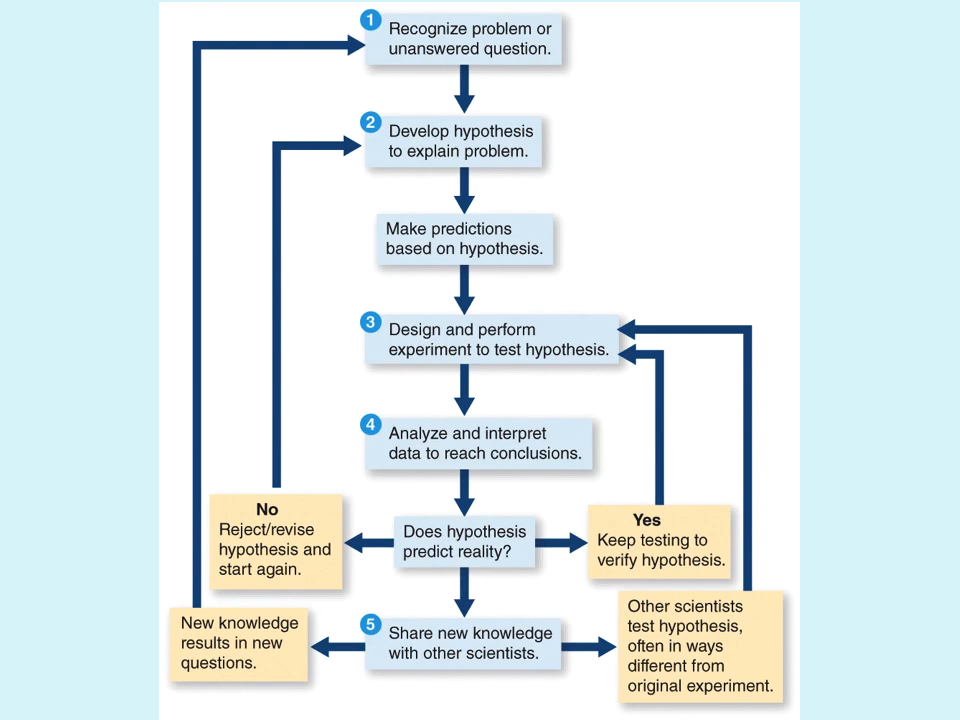 1
Recognize problem or
unanswered question.
2
Develop hypothesis
to explain problem.
Make predictions
based on hypothesis.
3
Design and perform
experiment to test hypothesis.
4
Analyze and interpret
data to reach conclusions.
No
Reject/revise
hypothesis and
start again.
Does hypothesis
predict reality?
Yes
Keep testing to
verify hypothesis.
New knowledge
results in new
questions.
5
Share new knowledge
with other scientists.
Other scientists
test hypothesis,
often in ways
different from
original experiment.